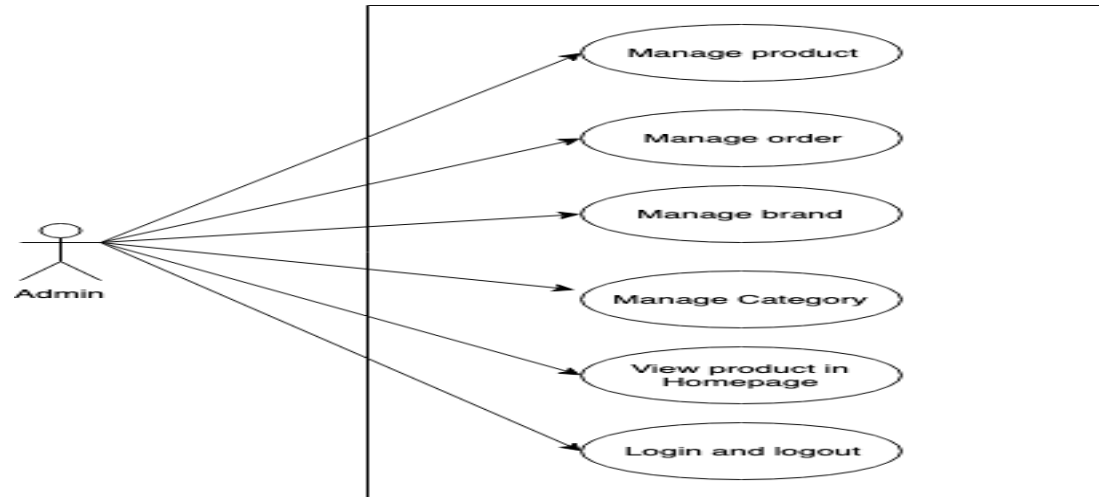 Manage product
Manage order
Manage brand
Admin
Manage Category
View product in
Homepage
Login and logout